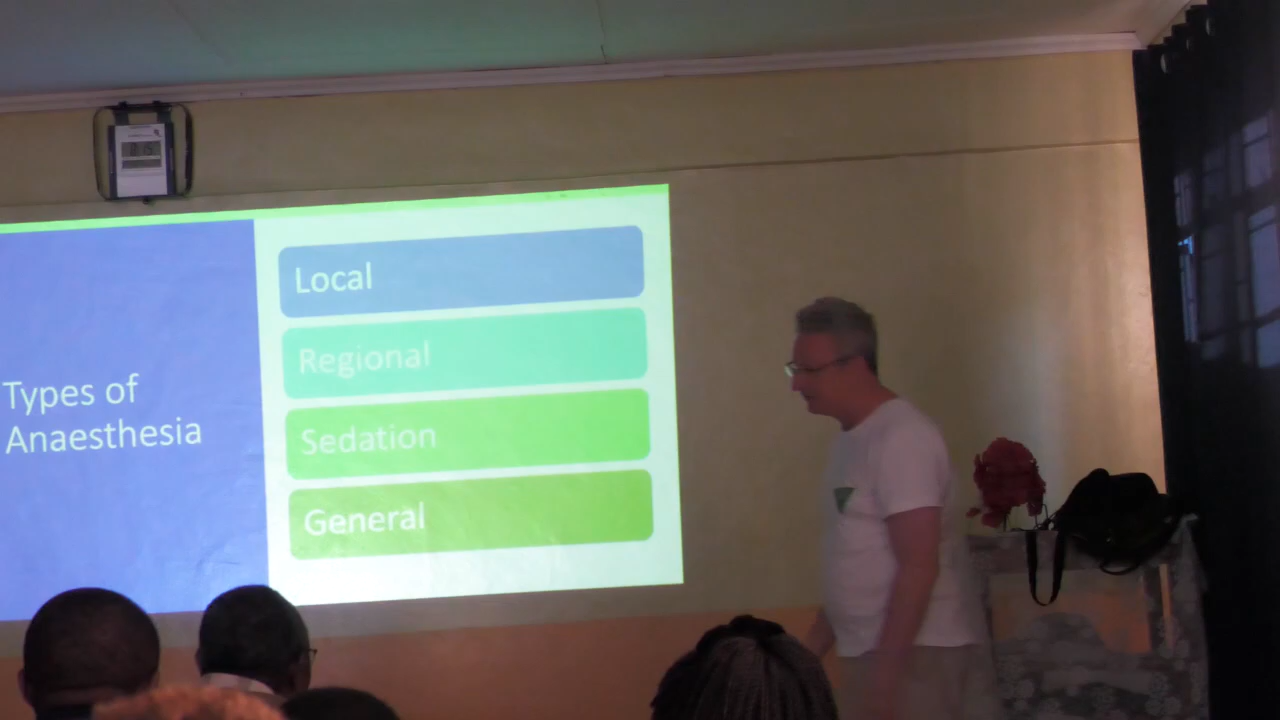 Types of
Anaesthesia
Local
Regional
Sedation
General